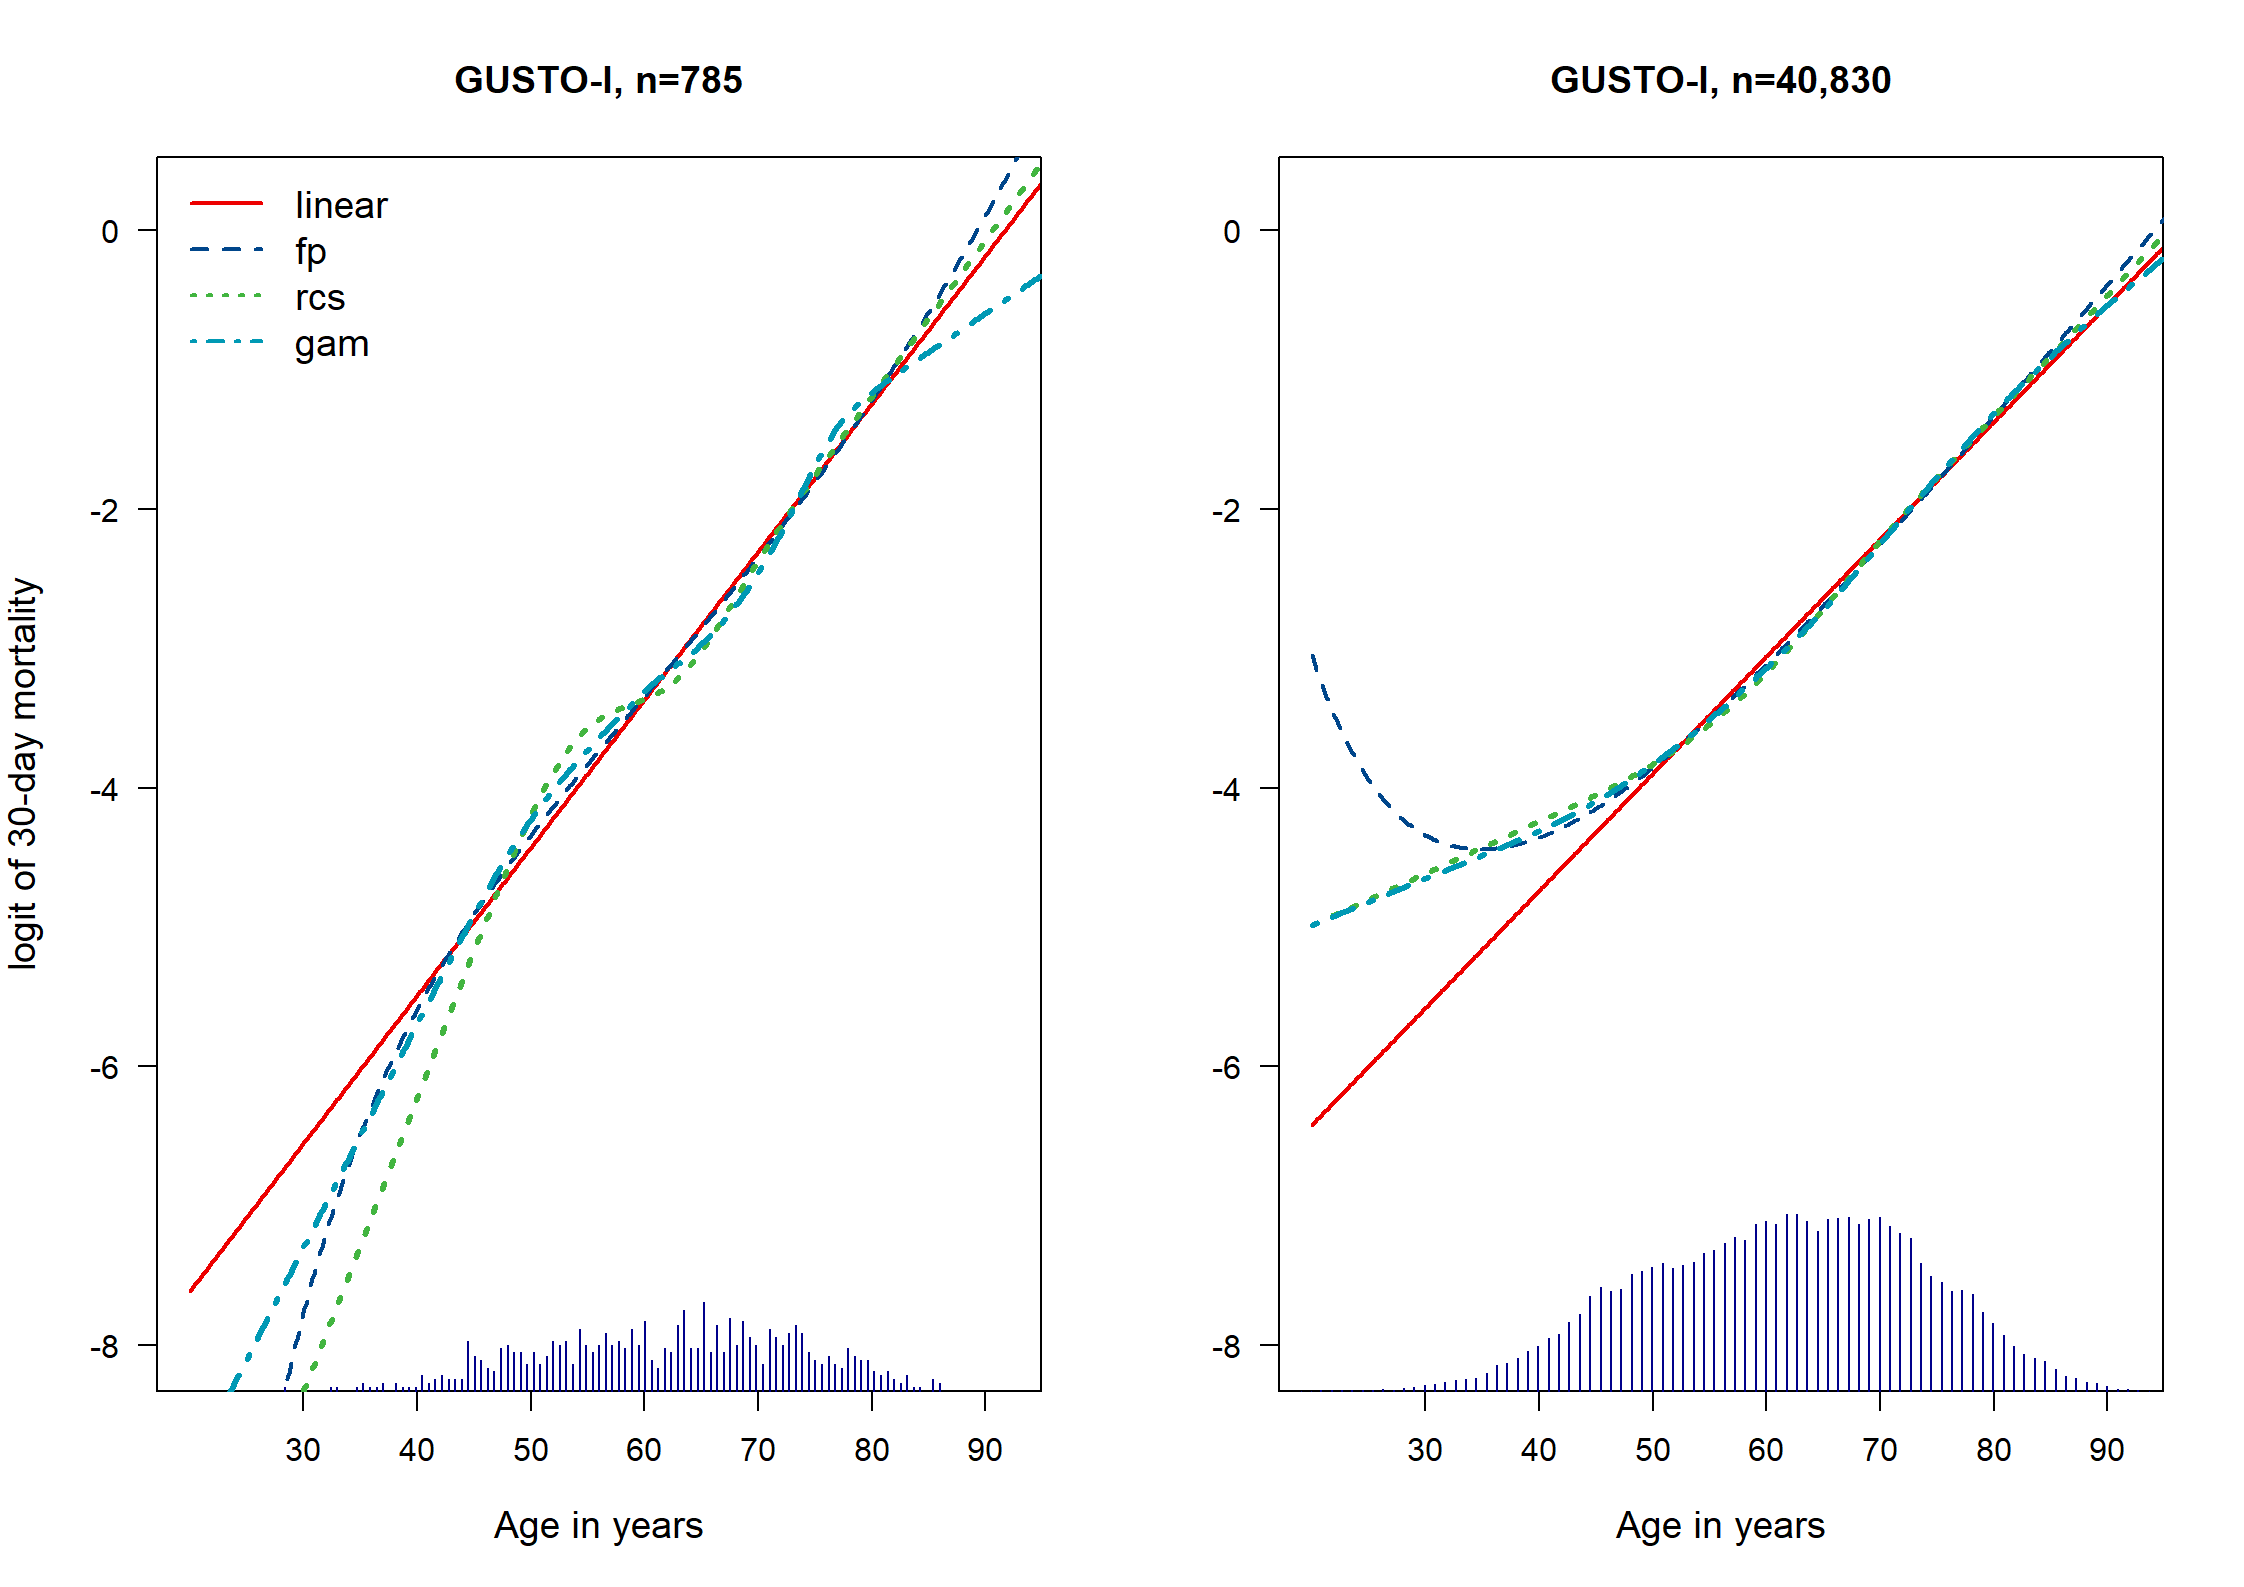 GUSTO-I, n=785
linear
fp
rcs
gam
0
-2
-4
-6
-8
logit of 30-day mortality
30 40 50 60 70 80 90
Age in years
GUSTO-I, n=40,830
0
-2
-4
-6
-8
30 40 50 60 70 80 90
Age in years